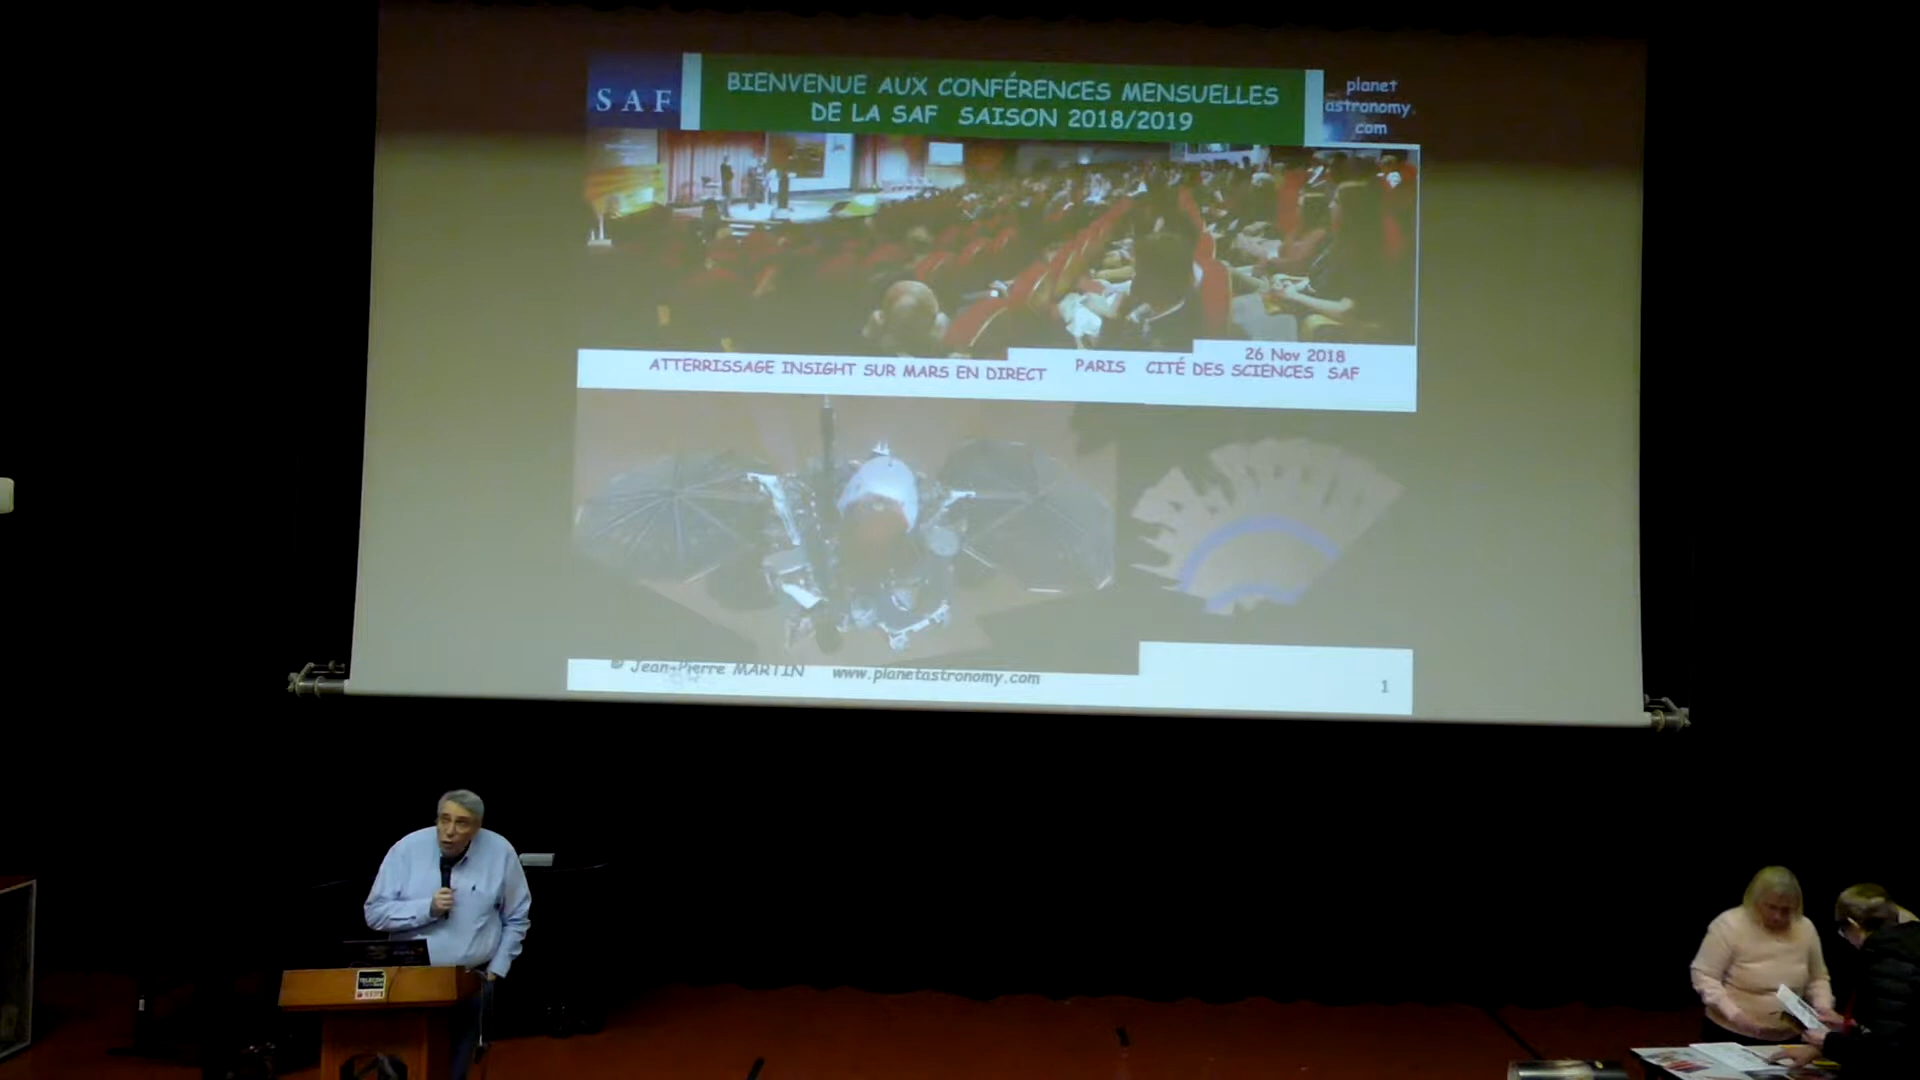 SAF
BIENVENUE AUX CONFÉRENCES MENSUELLES
DE LA SAF SAISON 2018/2019
planet
astronomy.
com
26 Nov 2018
ATTERRISSAGE INSIGHT SUR MARS EN DIRECT PARIS CITÉ DES SCIENCES SAF
© Jean-Pierre MARTIN www.planetastronomy.com
1
TELECOM